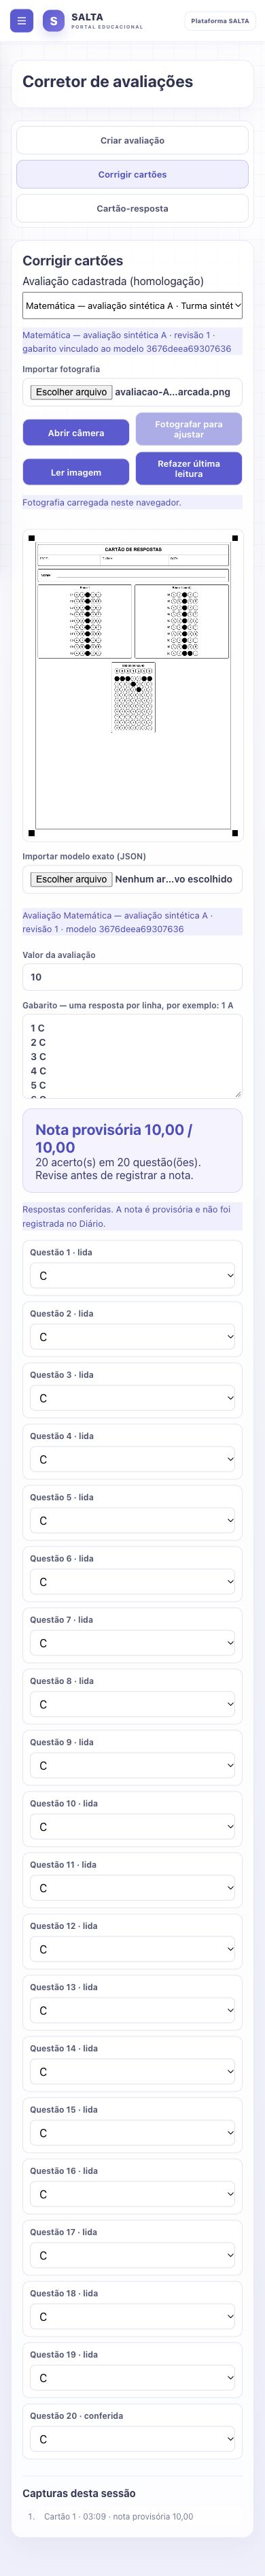 S
SALTA
PORTAL EDUCACIONAL
Plataforma SALTA
Corretor de avaliações
Criar avaliação
Corrigir cartões
Cartão-resposta
Corrigir cartões
Avaliação cadastrada (homologação)
Matemática — avaliação sintética A · Turma sintét
Matemática — avaliação sintética A · revisão 1 ·
gabarito vinculado ao modelo 3676deea69307636
Importar fotografia
Escolher arquivo avaliacao-A...arcada.png
Abrir câmera
Fotografar para
ajustar
Ler imagem
Refazer última
leitura
Fotografia carregada neste navegador.
CARTÃO DE RESPOSTAS
Importar modelo exato (JSON)
Escolher arquivo Nenhum ar...vo escolhido
Avaliação Matemática — avaliação sintética A ·
revisão 1 · modelo 3676deea69307636
Valor da avaliação
10
Gabarito — uma resposta por linha, por exemplo: 1 A
1 C
2 C
3 C
4 C
5 C
6 C
Nota provisória 10,00 /
10,00
20 acerto(s) em 20 questão(ões).
Revise antes de registrar a nota.
Respostas conferidas. A nota é provisória e não foi
registrada no Diário.
Questão 1 · lida
C
Questão 2 · lida
C
Questão 3 · lida
C
Questão 4 · lida
C
Questão 5 · lida
C
Questão 6 · lida
C
Questão 7 · lida
C
Questão 8 · lida
C
Questão 9 · lida
C
Questão 10 · lida
C
Questão 11 · lida
C
Questão 12 · lida
C
Questão 13 · lida
C
Questão 14 · lida
C
Questão 15 · lida
C
Questão 16 · lida
C
Questão 17 · lida
C
Questão 18 · lida
C
Questão 19 · lida
C
Questão 20 · conferida
C
Capturas desta sessão
1. Cartão 1 · 03:09 · nota provisória 10,00